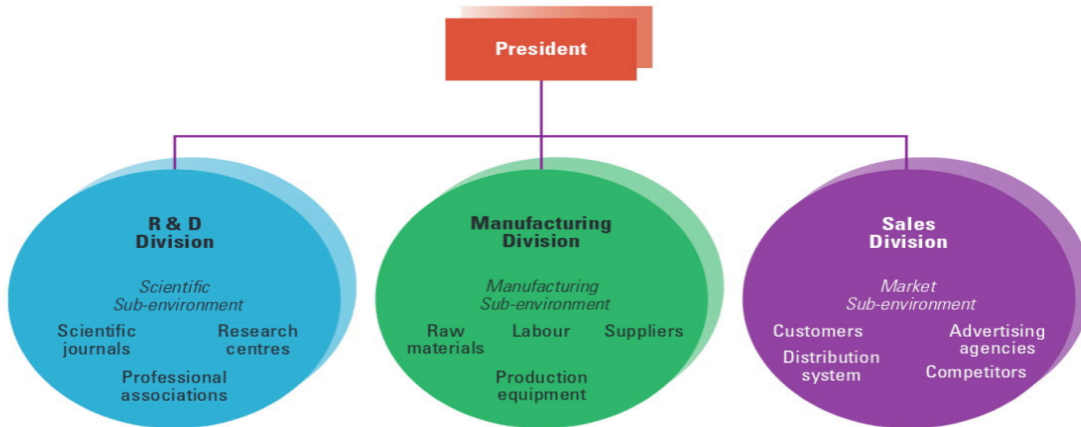 President
R & D
Division
Scientific
Sub-environment
Scientific
journals
Research
centres
Professional
associations
Manufacturing
Division
Manufacturing
Sub-environment
Raw
materials
Labour
Suppliers
Production
equipment
Sales
Division
Market
Sub-environment
Customers
Advertising
agencies
Distribution
system
Competitors